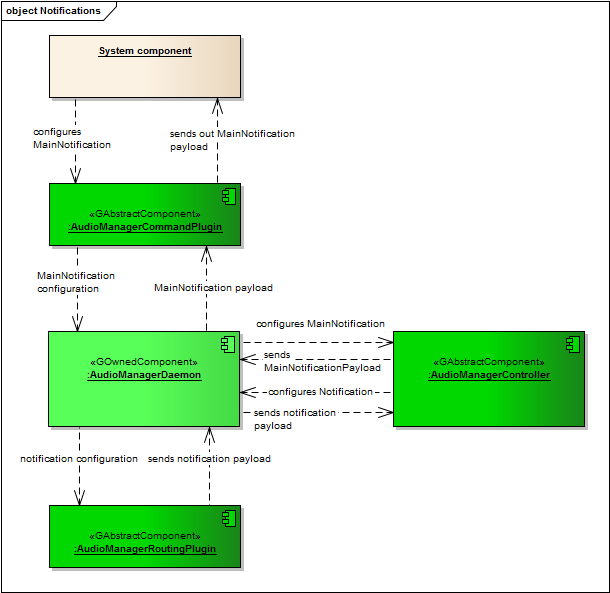 object Notifications
System component
configures
MainNotification
sends out MainNotification
payload
«GAbstractComponent»
:AudioManagerCommandPlugin
MainNotification
configuration
MainNotification payload
configures MainNotification
«GOwnedComponent»
:AudioManagerDaemon
sends
MainNotificationPayload
«GAbstractComponent»
:AudioManagerController
configures Notification
sends notification
payload
notification configuration
sends notification payload
«GAbstractComponent»
:AudioManagerRoutingPlugin